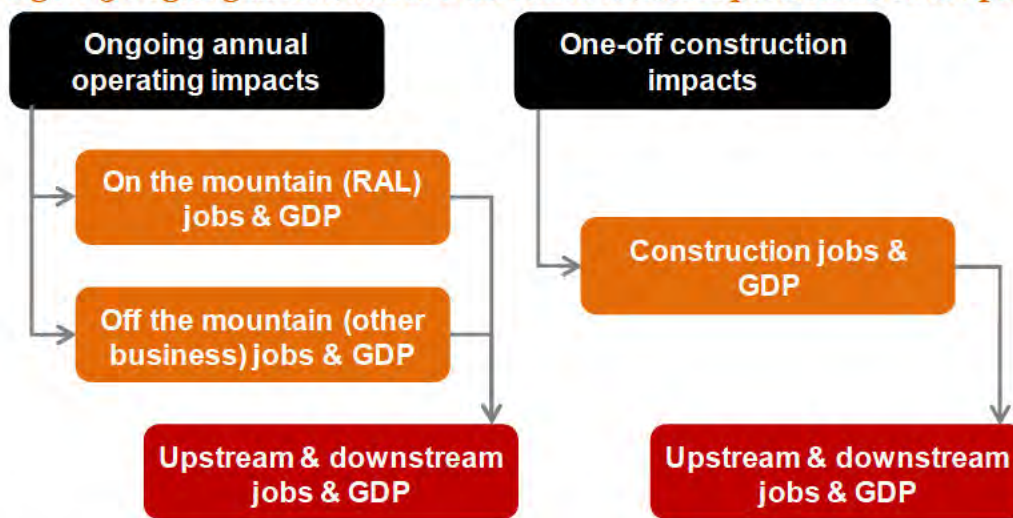 Ongoing annual
operating impacts
One-off construction
impacts
On the mountain (RAL)
jobs & GDP
Construction jobs &
GDP
Off the mountain (other
business) jobs & GDP
Upstream & downstream
jobs & GDP
Upstream & downstream
jobs & GDP